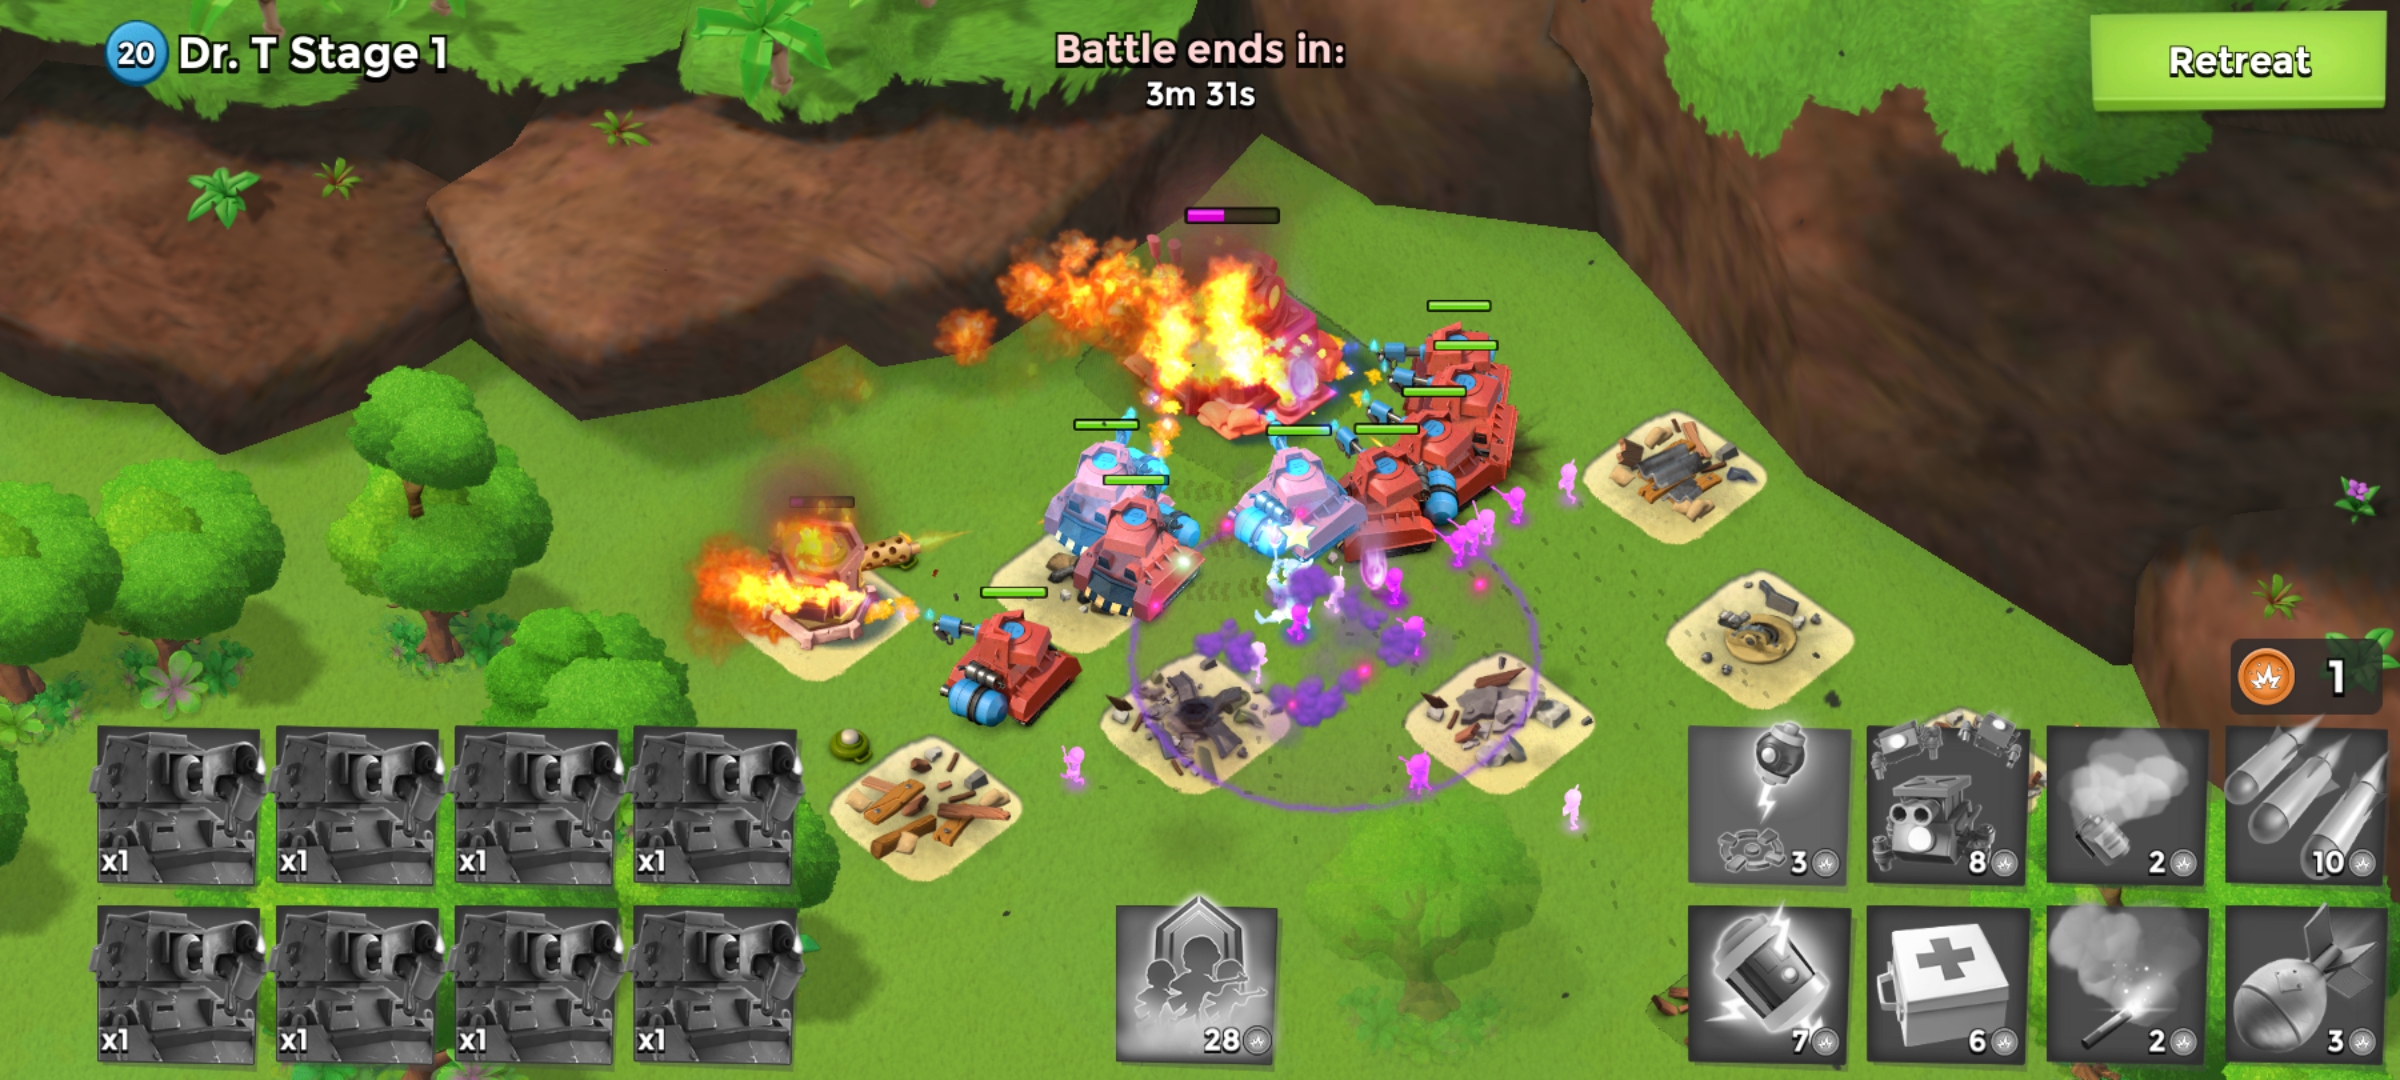 20 Dr. T Stage 1
Battle ends in:
3m 31s
Retreat
1
x1 x1 x1 x1
3 8 2 10
x1 x1 x1 x1
28
7 6 2 3